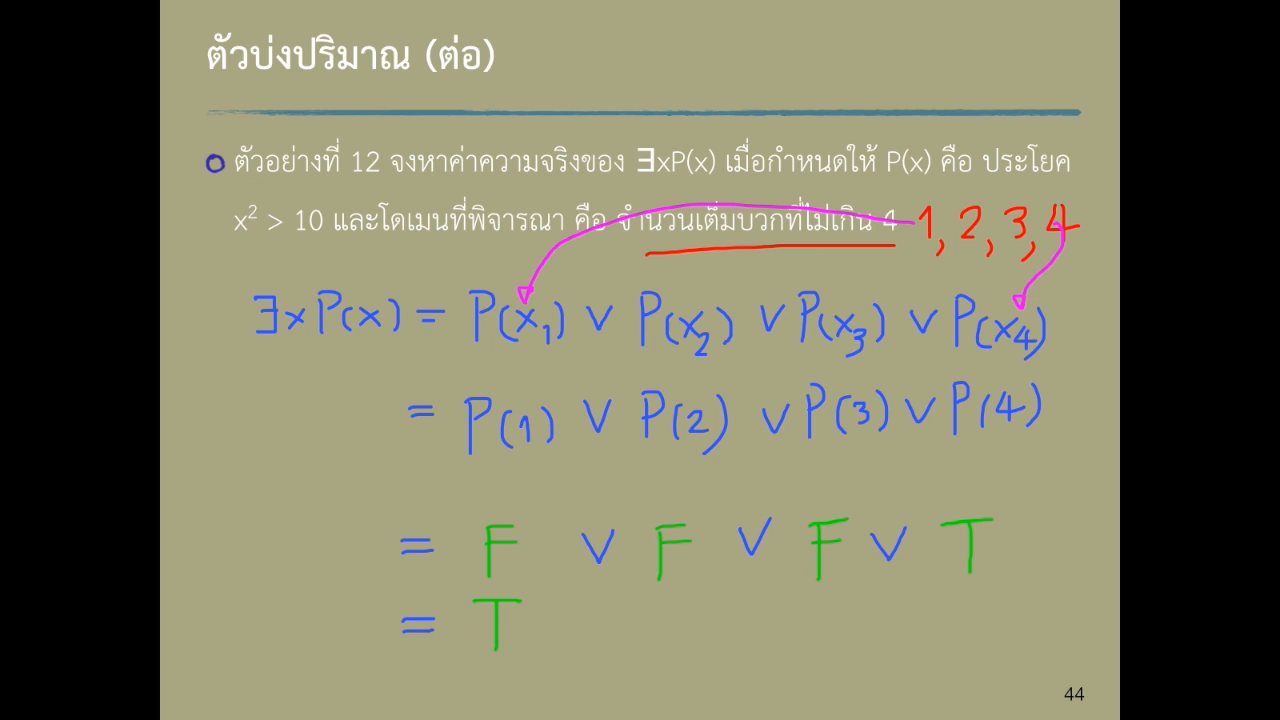 ตัวบ่งปริมาณ (ต่อ)
ตัวอย่างที่ 12 จงหาค่าความจริงของ ∃xP(x) เมื่อกำหนดให้ P(x) คือ ประโยค
x² > 10 และโดเมนที่พิจารณา คือ จำนวนเต็มบวกที่ไม่เกิน 4 1, 2, 3, 4
∃xP(x) = P(x₁) ∨ P(x₂) ∨ P(x₃) ∨ P(x₄)
= P(1) ∨ P(2) ∨ P(3) ∨ P(4)
= F ∨ F ∨ F ∨ T
= T
44